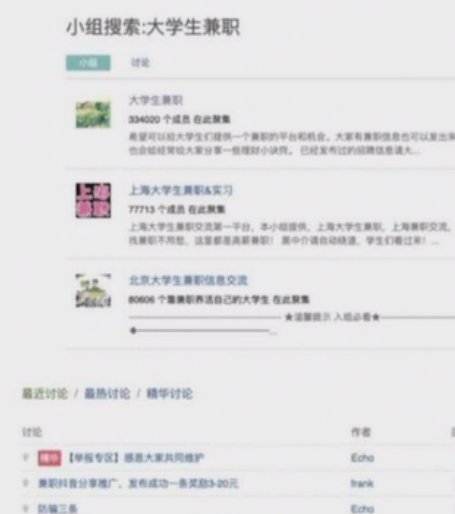 小组搜索:大学生兼职
小组 讨论
大学生兼职
334020 个成员 在此聚集
希望可以给大学生们提供一个兼职的平台和机会。大家有兼职信息也可以发出来
也会给经常给大家分享一些理财小诀窍。 已经发布过的招聘信息请大...
上海兼职
上海大学生兼职&实习
77713 个成员 在此聚集
上海大学生兼职交流第一平台，本小组提供，上海大学生兼职，上海兼职交流，
找兼职不用愁，这里都是高薪兼职！ 黑中介请自动绕道，学生们看过来！...
北京大学生兼职信息交流
80606 个靠兼职养活自己的大学生 在此聚集
★温馨提示 入组必看★
最近讨论 / 最热讨论 / 精华讨论
讨论 作者
精华 【举报专区】感恩大家共同维护 Echo
兼职抖音分享推广，发布成功一条奖励3-20元 frank
防骗三条 Echo